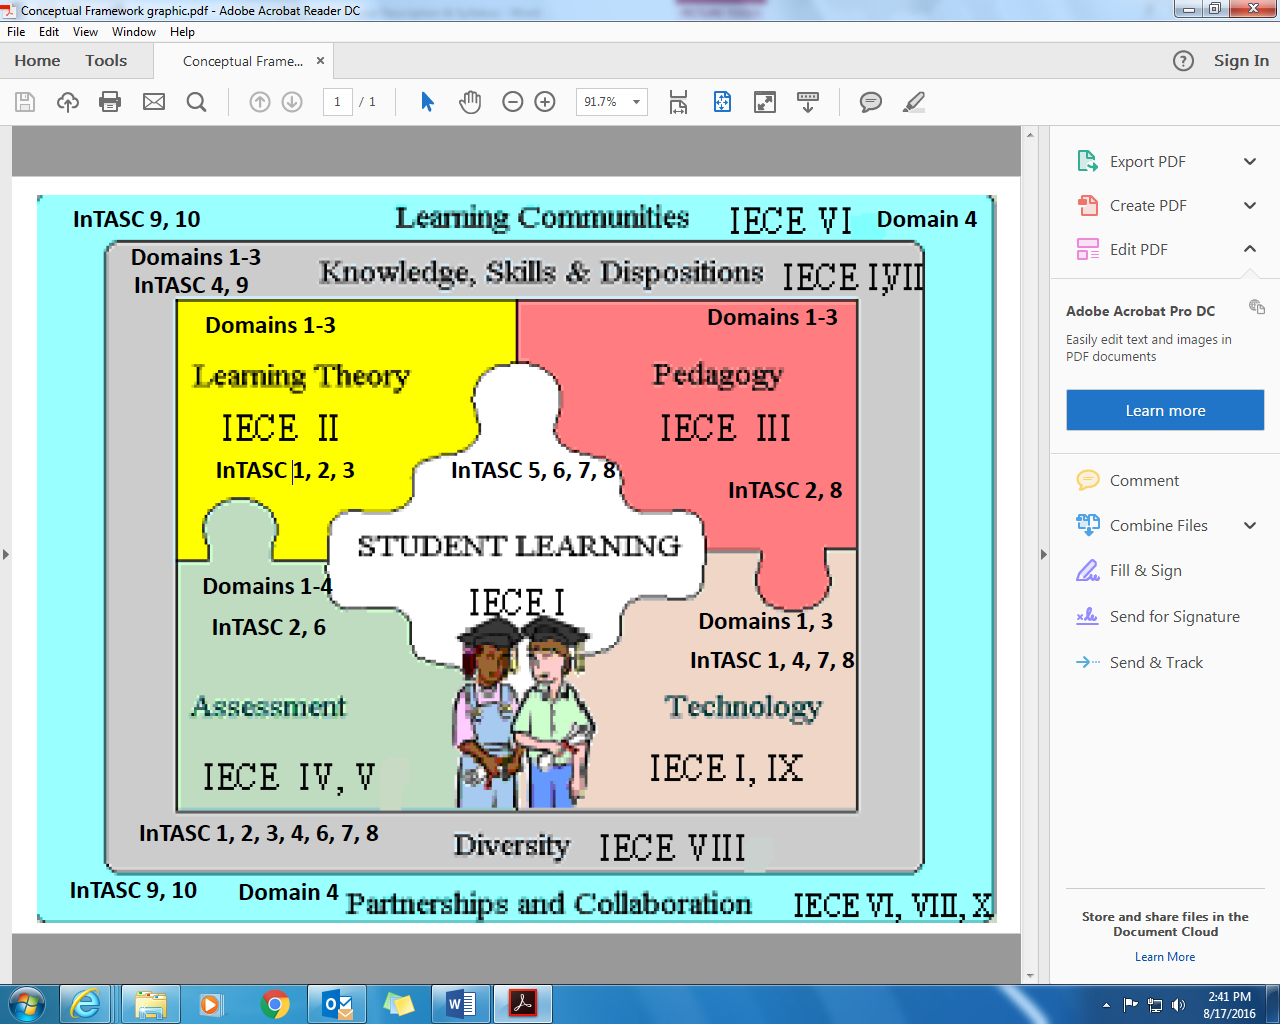 Conceptual Framework graphic.pdf - Adobe Acrobat Reader DC
File Edit View Window Help
Home Tools Conceptual Frame... × Sign In
1 / 1 91.7%
InTASC 9, 10 Learning Communities IECE VI Domain 4
Domains 1-3
InTASC 4, 9 Knowledge, Skills & Dispositions IECE I,VII
Domains 1-3
Learning Theory
IECE II
InTASC 1, 2, 3
Domains 1-3
Pedagogy
IECE III
InTASC 2, 8
InTASC 5, 6, 7, 8
STUDENT LEARNING
IECE I
Domains 1-4
InTASC 2, 6
Assessment
IECE IV, V
Domains 1, 3
InTASC 1, 4, 7, 8
Technology
IECE I, IX
InTASC 1, 2, 3, 4, 6, 7, 8 Diversity IECE VIII
InTASC 9, 10 Domain 4 Partnerships and Collaboration IECE VI, VIII, X
Export PDF
Create PDF
Edit PDF
Adobe Acrobat Pro DC
Easily edit text and images in
PDF documents
Learn more
Comment
Combine Files
Fill & Sign
Send for Signature
Send & Track
Store and share files in the
Document Cloud
Learn More
2:41 PM
8/17/2016